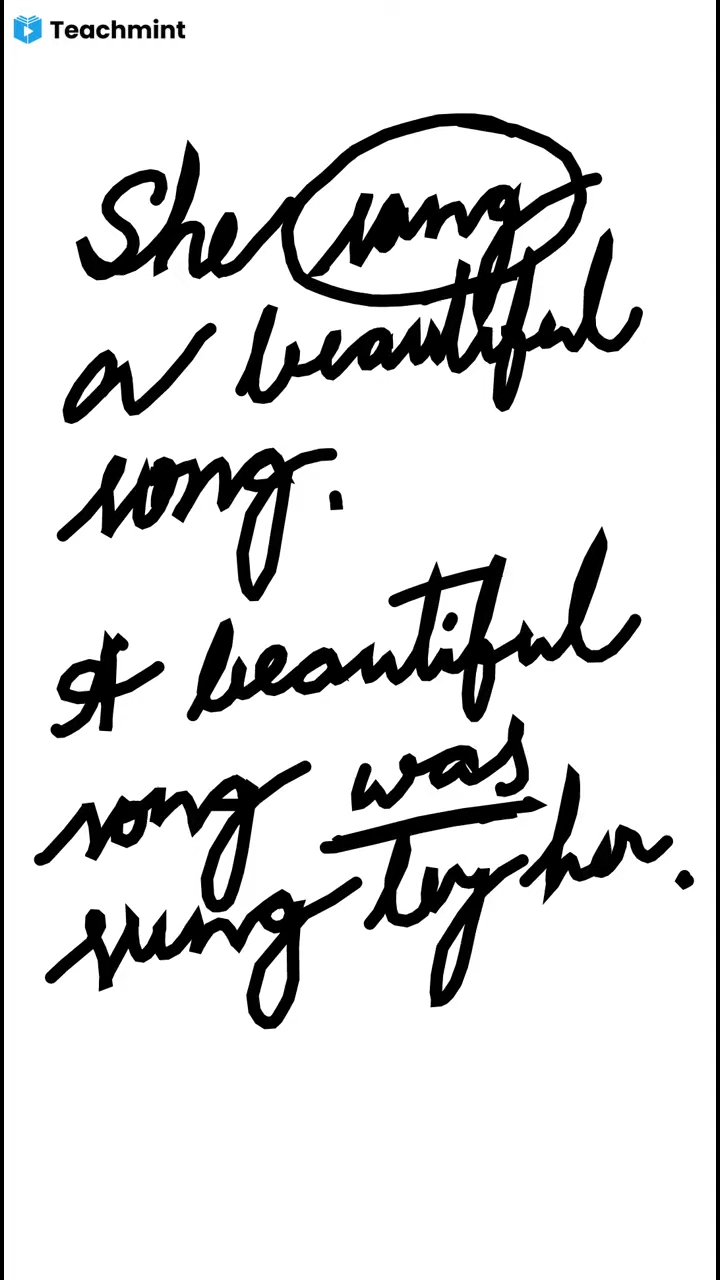 Teachmint
She sang
a beautiful
song.
A beautiful
song was
sung by her.